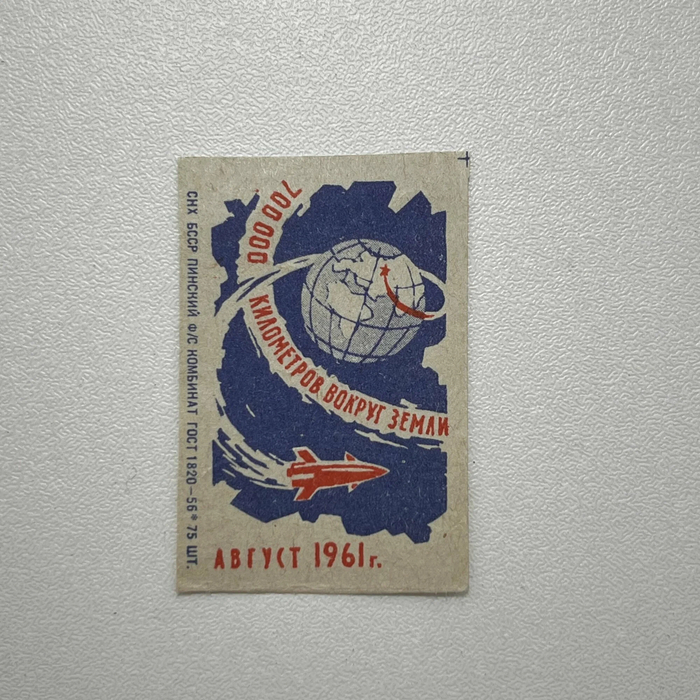 700 000
КИЛОМЕТРОВ ВОКРУГ ЗЕМЛИ
АВГУСТ 1961г.
СНХ БССР ПИНСКИЙ Ф/С КОМБИНАТ ГОСТ 1820-56* 75 ШТ.